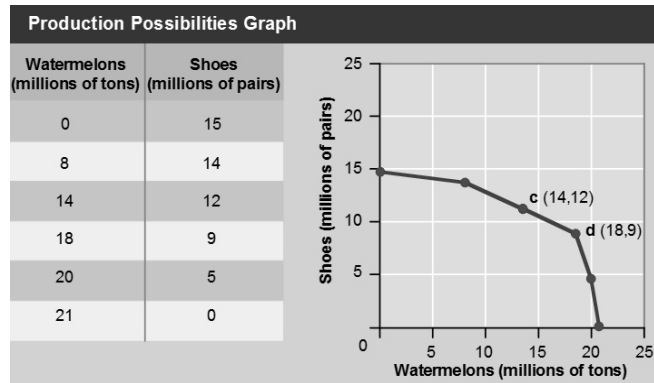 Production Possibilities Graph
Watermelons Shoes
(millions of tons) (millions of pairs)
0 15
8 14
14 12
18 9
20 5
21 0
Shoes (millions of pairs)
25
20
15
10
5
0
c (14,12)
d (18,9)
5 10 15 20 25
Watermelons (millions of tons)